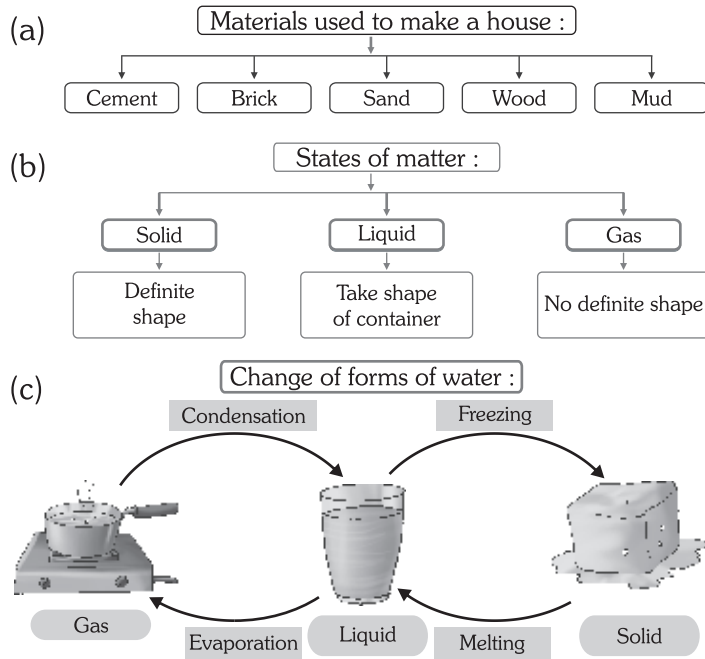 (a)
Materials used to make a house :
Cement Brick Sand Wood Mud
(b)
States of matter :
Solid Liquid Gas
Definite shape
Take shape of container
No definite shape
(c)
Change of forms of water :
Condensation Freezing
Gas Evaporation Liquid Melting Solid